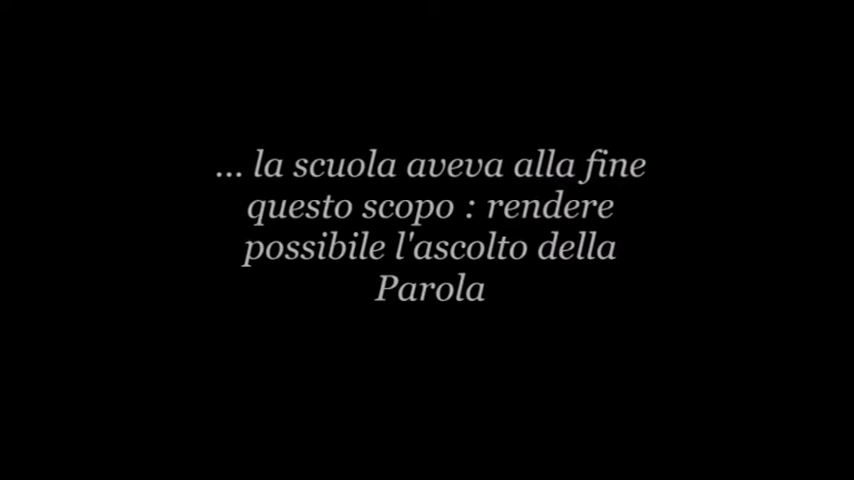 ... la scuola aveva alla fine
questo scopo : rendere
possibile l'ascolto della
Parola